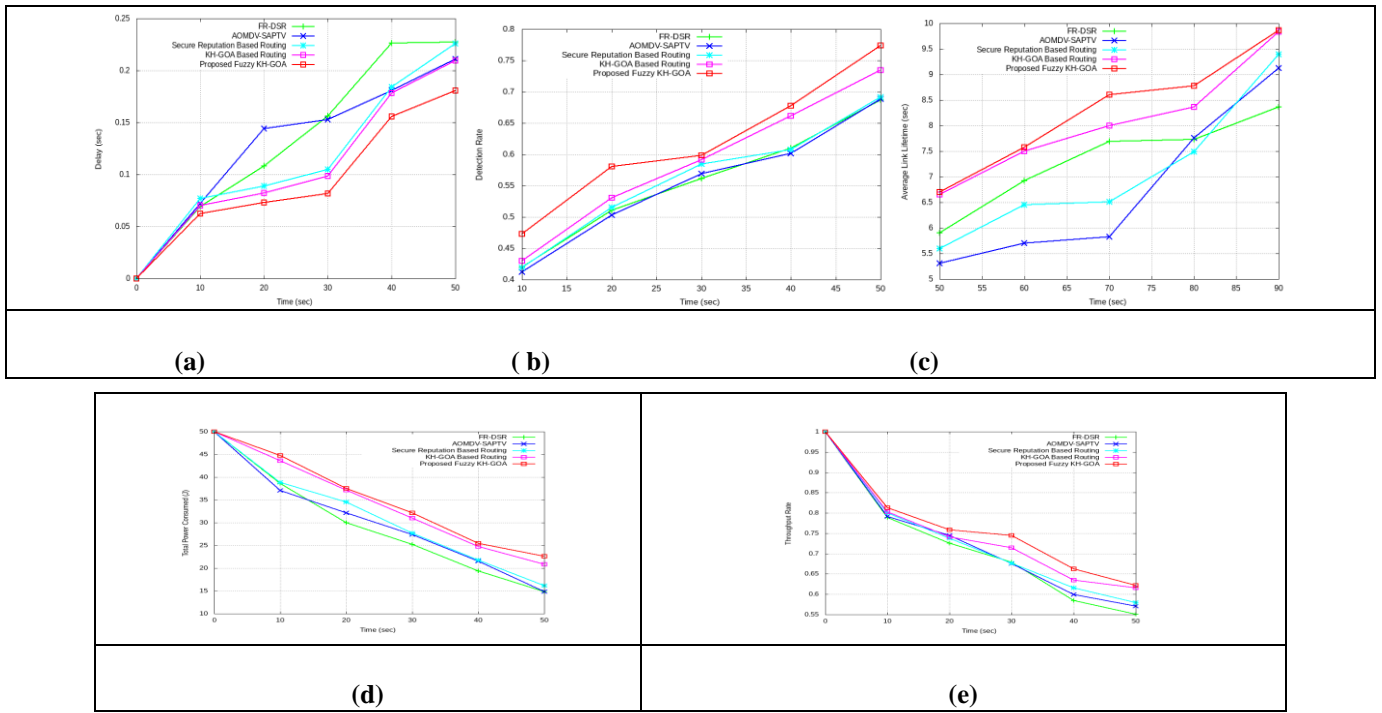 0.25
0.2
0.15
0.1
0.05
0
Delay (sec)
FR-DSR
AOMDV-SAPTV
Secure Reputation Based Routing
KH-GOA Based Routing
Proposed Fuzzy KH-GOA
0 10 20 30 40 50
Time (sec)
0.8
0.75
0.7
0.65
0.6
0.55
0.5
0.45
0.4
Detection Rate
FR-DSR
AOMDV-SAPTV
Secure Reputation Based Routing
KH-GOA Based Routing
Proposed Fuzzy KH-GOA
10 15 20 25 30 35 40 45 50
Time (sec)
10
9.5
9
8.5
8
7.5
7
6.5
6
5.5
5
Average Link Lifetime (sec)
FR-DSR
AOMDV-SAPTV
Secure Reputation Based Routing
KH-GOA Based Routing
Proposed Fuzzy KH-GOA
50 55 60 65 70 75 80 85 90
Time (sec)
(a) ( b) (c)
50
45
40
35
30
25
20
15
10
Total Power Consumed (J)
FR-DSR
AOMDV-SAPTV
Secure Reputation Based Routing
KH-GOA Based Routing
Proposed Fuzzy KH-GOA
0 10 20 30 40 50
Time (sec)
1
0.95
0.9
0.85
0.8
0.75
0.7
0.65
0.6
0.55
Throughput Rate
FR-DSR
AOMDV-SAPTV
Secure Reputation Based Routing
KH-GOA Based Routing
Proposed Fuzzy KH-GOA
0 10 20 30 40 50
Time (sec)
(d) (e)